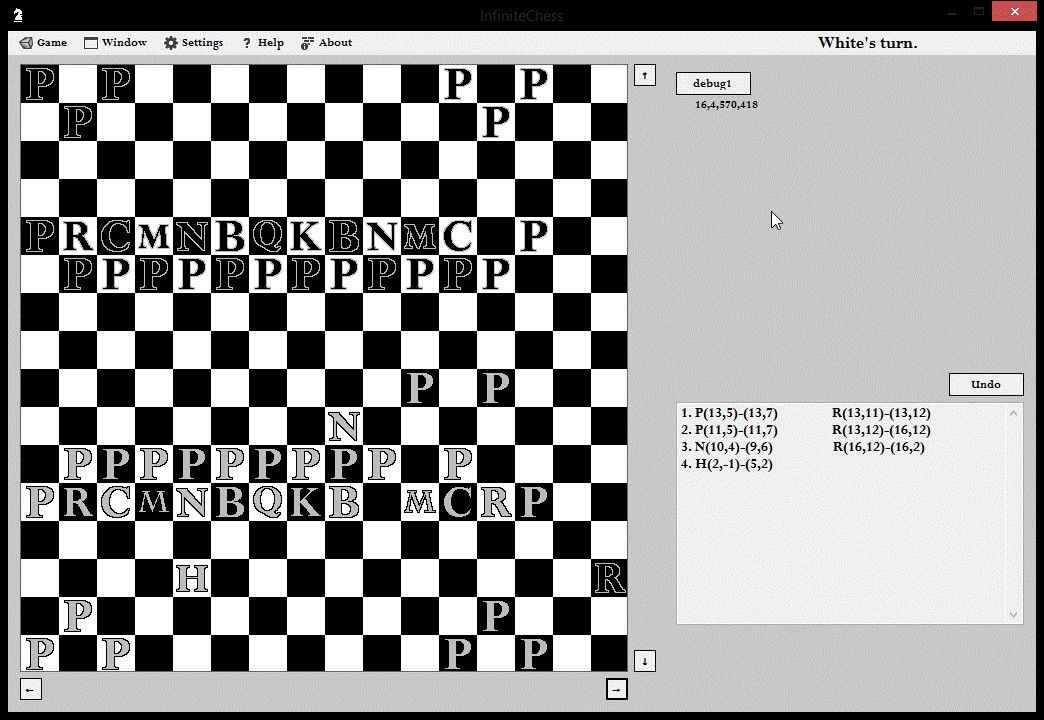 InfiniteChess
Game Window Settings ? Help About White's turn.
P P P P
P P
P R C M N B Q K B N M C P
P P P P P P P P P P P P
P P
N
P P P P P P P P P P
P R C M N B Q K B M C R P
H R
P P
P P P P
↑
↓
← →
debug1
16,4,570,418
Undo
1. P(13,5)-(13,7) R(13,11)-(13,12)
2. P(11,5)-(11,7) R(13,12)-(16,12)
3. N(10,4)-(9,6) R(16,12)-(16,2)
4. H(2,-1)-(5,2)